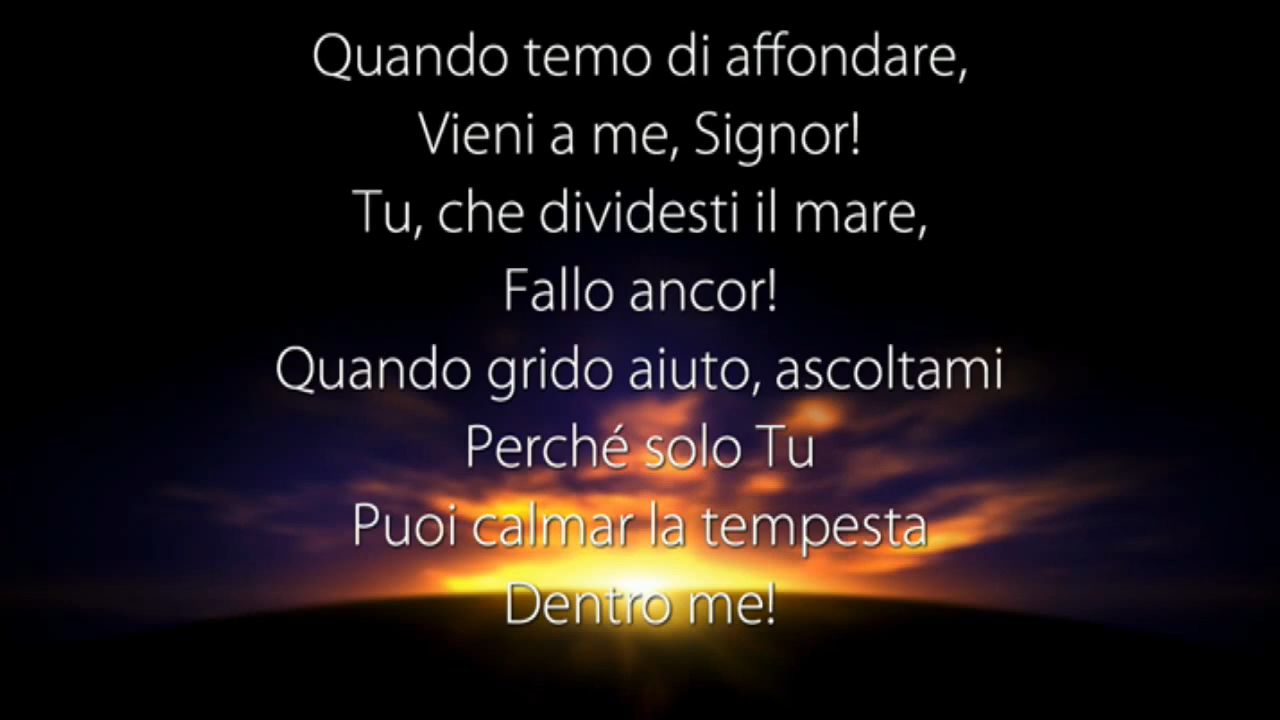 Quando temo di affondare,
Vieni a me, Signor!
Tu, che dividesti il mare,
Fallo ancor!
Quando grido aiuto, ascoltami
Perché solo Tu
Puoi calmar la tempesta
Dentro me!